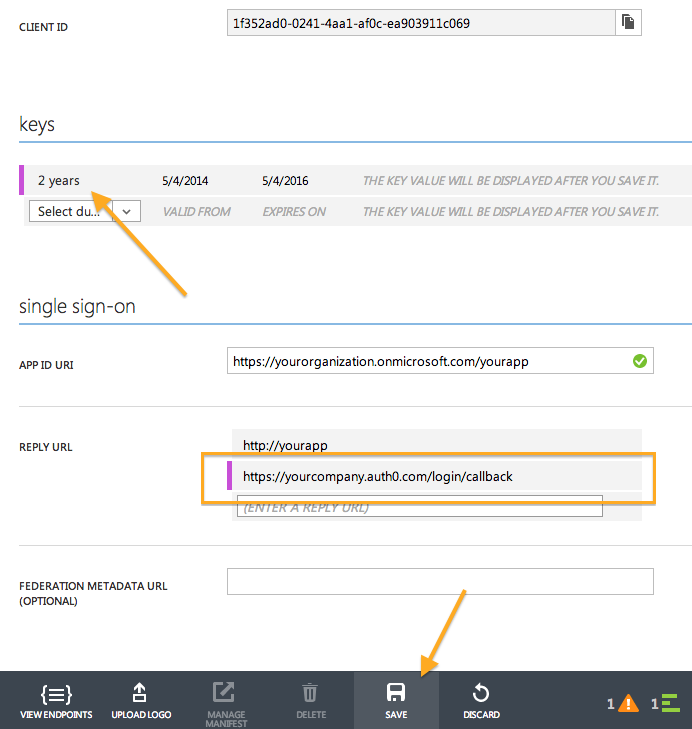 CLIENT ID
1f352ad0-0241-4aa1-af0c-ea903911c069
keys
2 years 5/4/2014 5/4/2016 THE KEY VALUE WILL BE DISPLAYED AFTER YOU SAVE IT.
Select du... VALID FROM EXPIRES ON THE KEY VALUE WILL BE DISPLAYED AFTER YOU SAVE IT.
single sign-on
APP ID URI
https://yourorganization.onmicrosoft.com/yourapp
REPLY URL
http://yourapp
https://yourcompany.auth0.com/login/callback
(ENTER A REPLY URL)
FEDERATION METADATA URL
(OPTIONAL)
VIEW ENDPOINTS
UPLOAD LOGO
MANAGE
MANIFEST
DELETE
SAVE
DISCARD
1
1